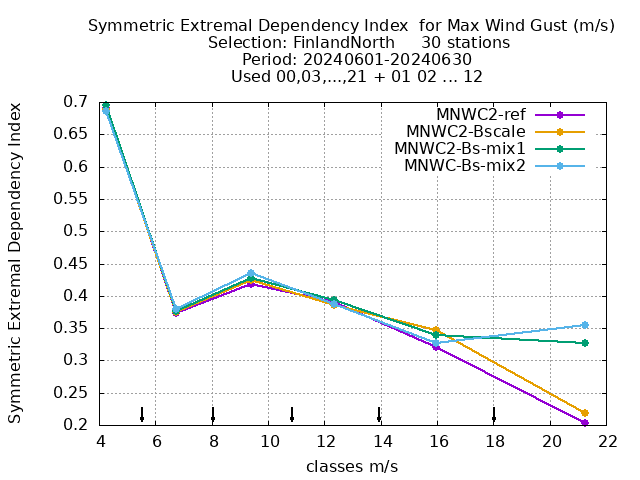 Symmetric Extremal Dependency Index  for Max Wind Gust (m/s)
Selection: FinlandNorth     30 stations
Period: 20240601-20240630
Used 00,03,...,21 + 01 02 ... 12
Symmetric Extremal Dependency Index
0.7
0.65
0.6
0.55
0.5
0.45
0.4
0.35
0.3
0.25
0.2
MNWC2-ref
MNWC2-Bscale
MNWC2-Bs-mix1
MNWC-Bs-mix2
4 6 8 10 12 14 16 18 20 22
classes m/s